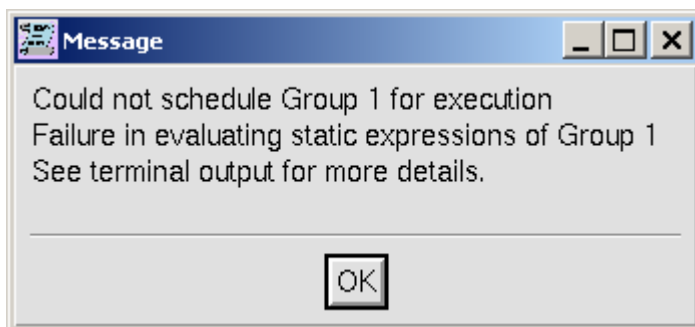 Message
Could not schedule Group 1 for execution
Failure in evaluating static expressions of Group 1
See terminal output for more details.
OK